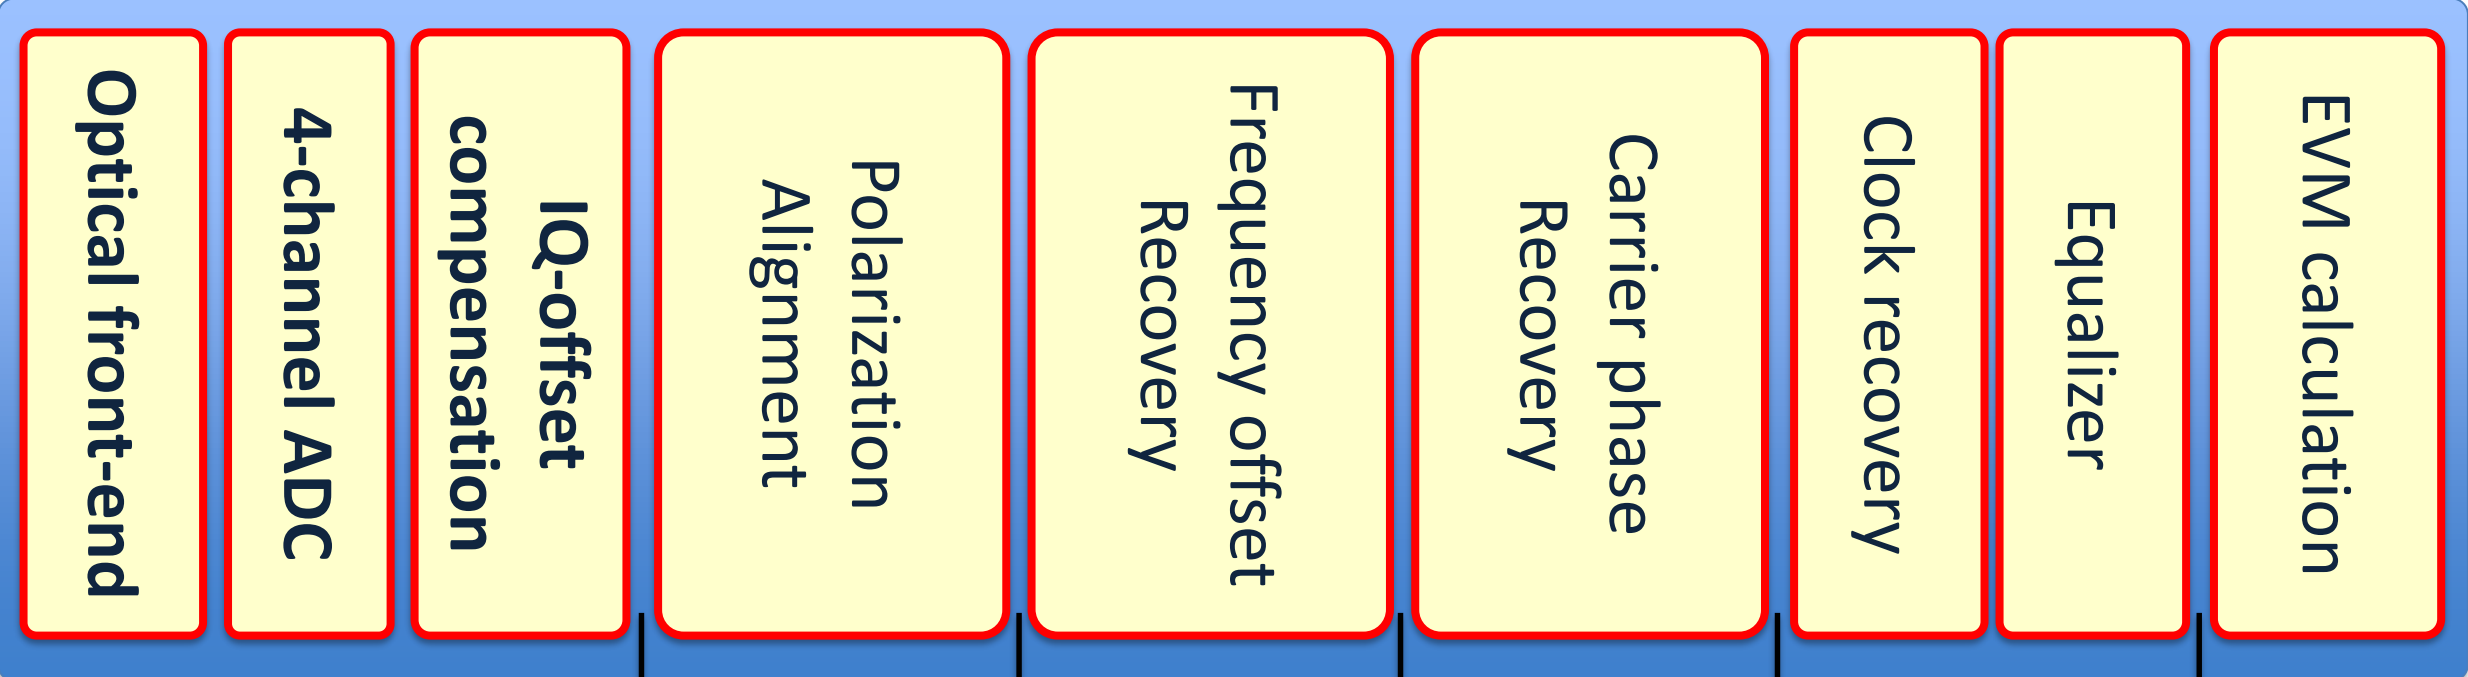 Optical front-end
4-channel ADC
IQ-offset
compensation
Polarization
Alignment
Frequency offset
Recovery
Carrier phase
Recovery
Clock recovery
Equalizer
EVM calculation